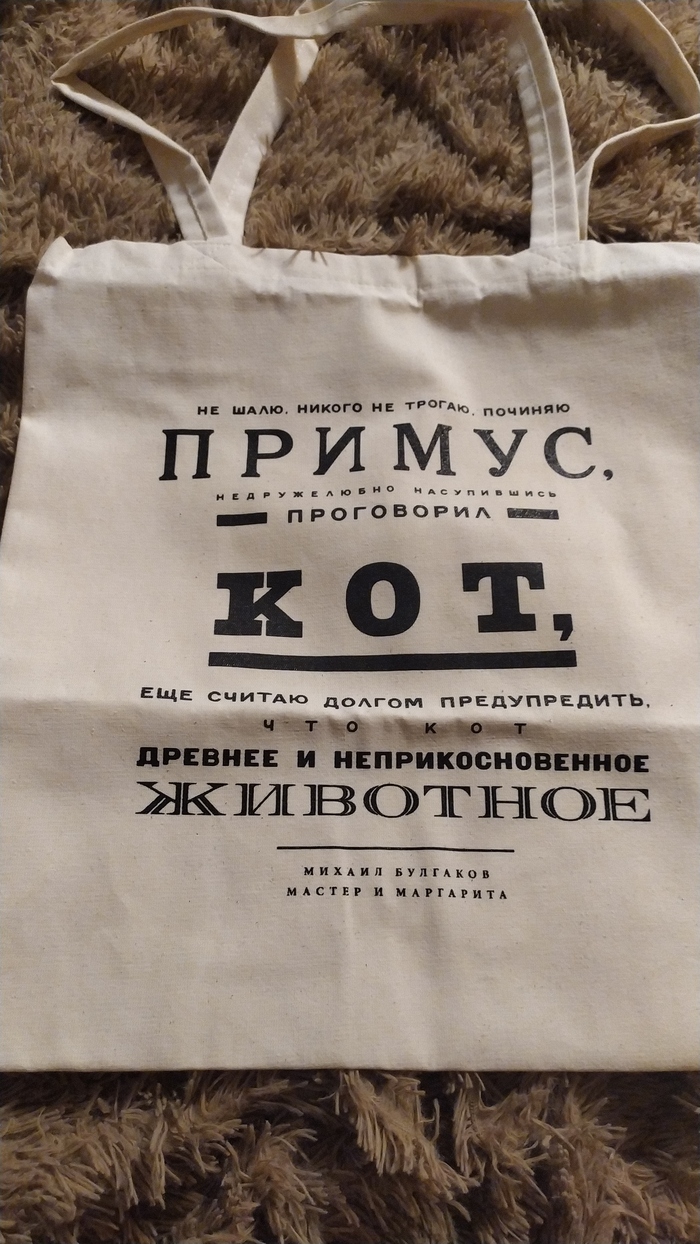 НЕ ШАЛЮ, НИКОГО НЕ ТРОГАЮ, ПОЧИНЯЮ
ПРИМУС,
НЕДРУЖЕЛЮБНО НАСУПИВШИСЬ
ПРОГОВОРИЛ
КОТ,
ЕЩЕ СЧИТАЮ ДОЛГОМ ПРЕДУПРЕДИТЬ,
ЧТО КОТ
ДРЕВНЕЕ И НЕПРИКОСНОВЕННОЕ
ЖИВОТНОЕ
МИХАИЛ БУЛГАКОВ
МАСТЕР И МАРГАРИТА